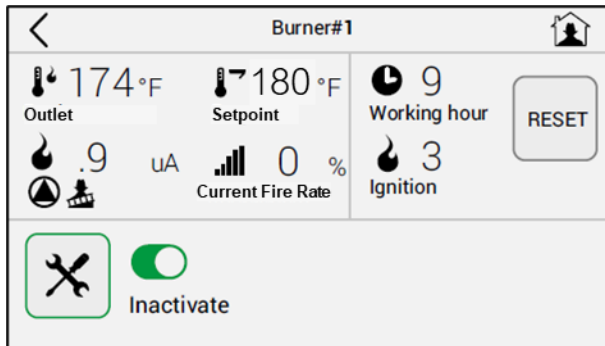 Burner#1
174 °F
Outlet
180 °F
Setpoint
.9 uA
0 %
Current Fire Rate
9
Working hour
3
Ignition
RESET
Inactivate